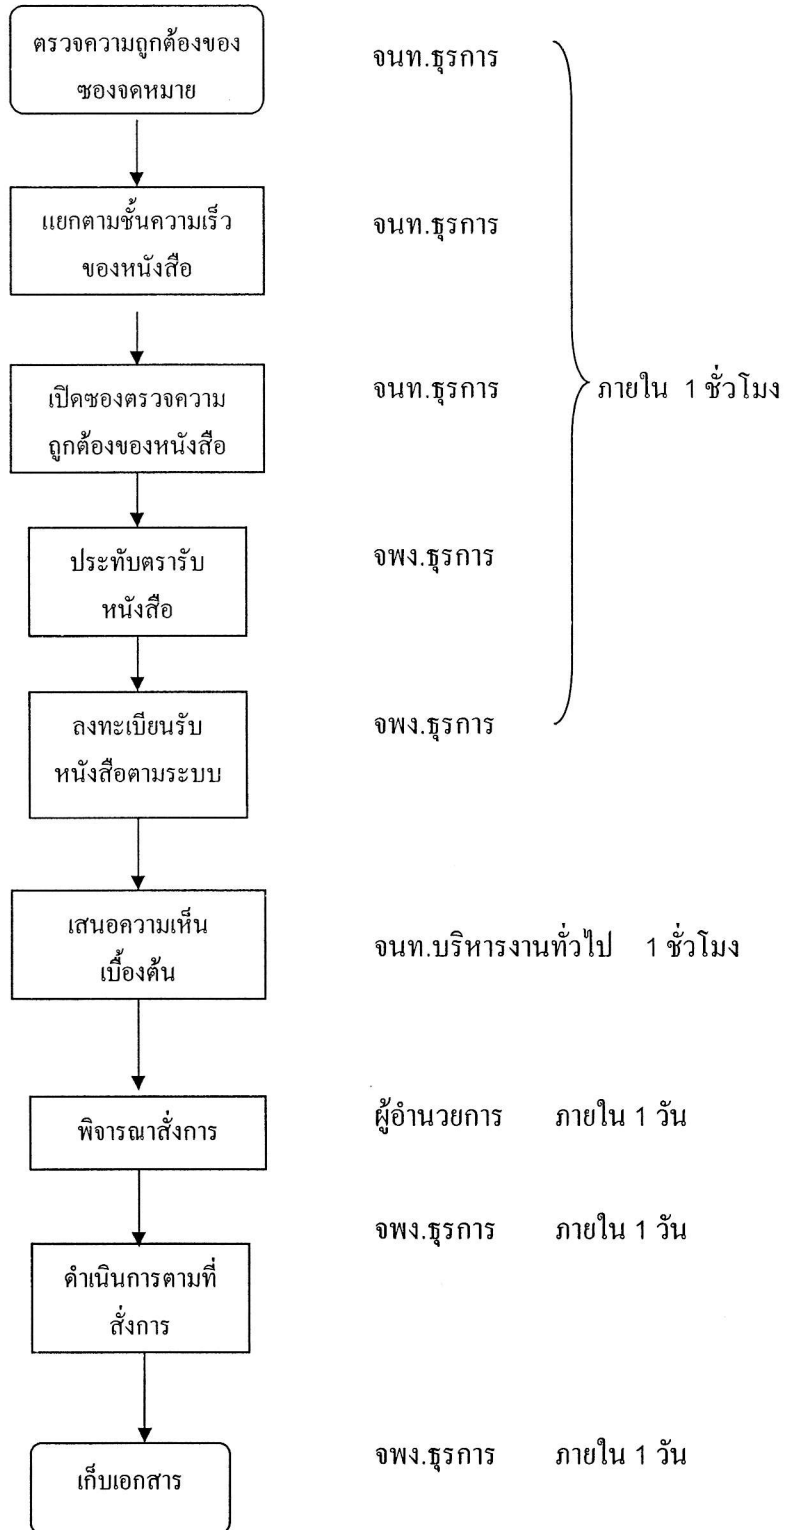 ตรวจความถูกต้องของ
ซองจดหมาย
จนท.ธุรการ
แยกตามชั้นความเร็ว
ของหนังสือ
จนท.ธุรการ
เปิดซองตรวจความ
ถูกต้องของหนังสือ
จนท.ธุรการ
ภายใน 1 ชั่วโมง
ประทับตรารับ
หนังสือ
จพง.ธุรการ
ลงทะเบียนรับ
หนังสือตามระบบ
จพง.ธุรการ
เสนอความเห็น
เบื้องต้น
จนท.บริหารงานทั่วไป 1 ชั่วโมง
พิจารณาสั่งการ
ผู้อำนวยการ ภายใน 1 วัน
จพง.ธุรการ ภายใน 1 วัน
ดำเนินการตามที่
สั่งการ
เก็บเอกสาร
จพง.ธุรการ ภายใน 1 วัน